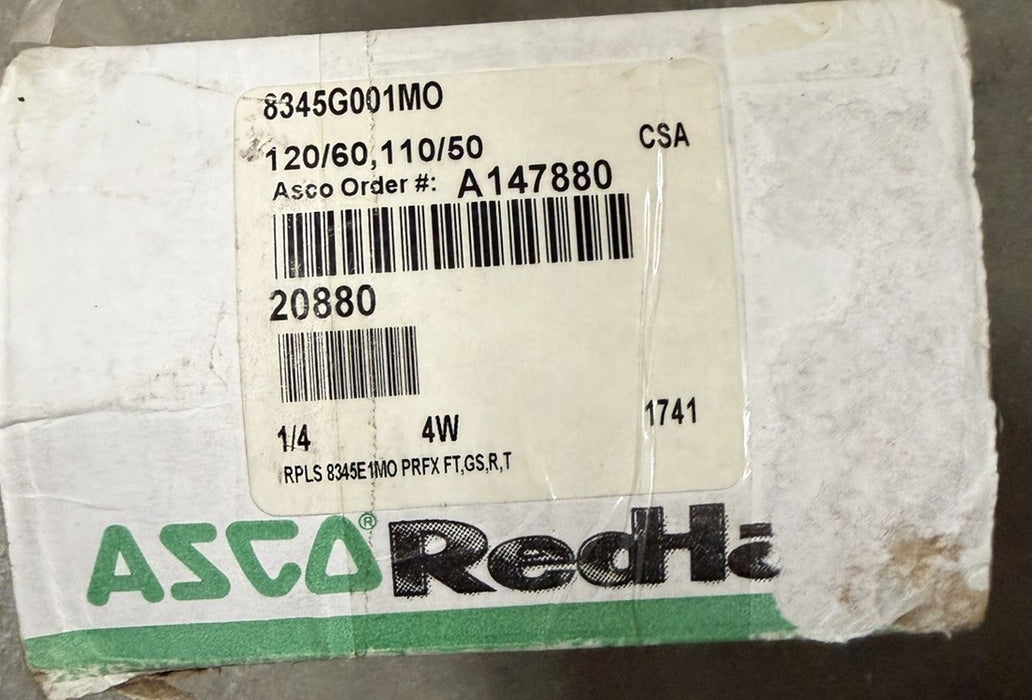 8345G001MO
120/60,110/50
CSA
Asco Order #: A147880
20880
1/4 4W 1741
RPLS 8345E1MO PRFX FT,GS,R,T
ASCO® RedHa